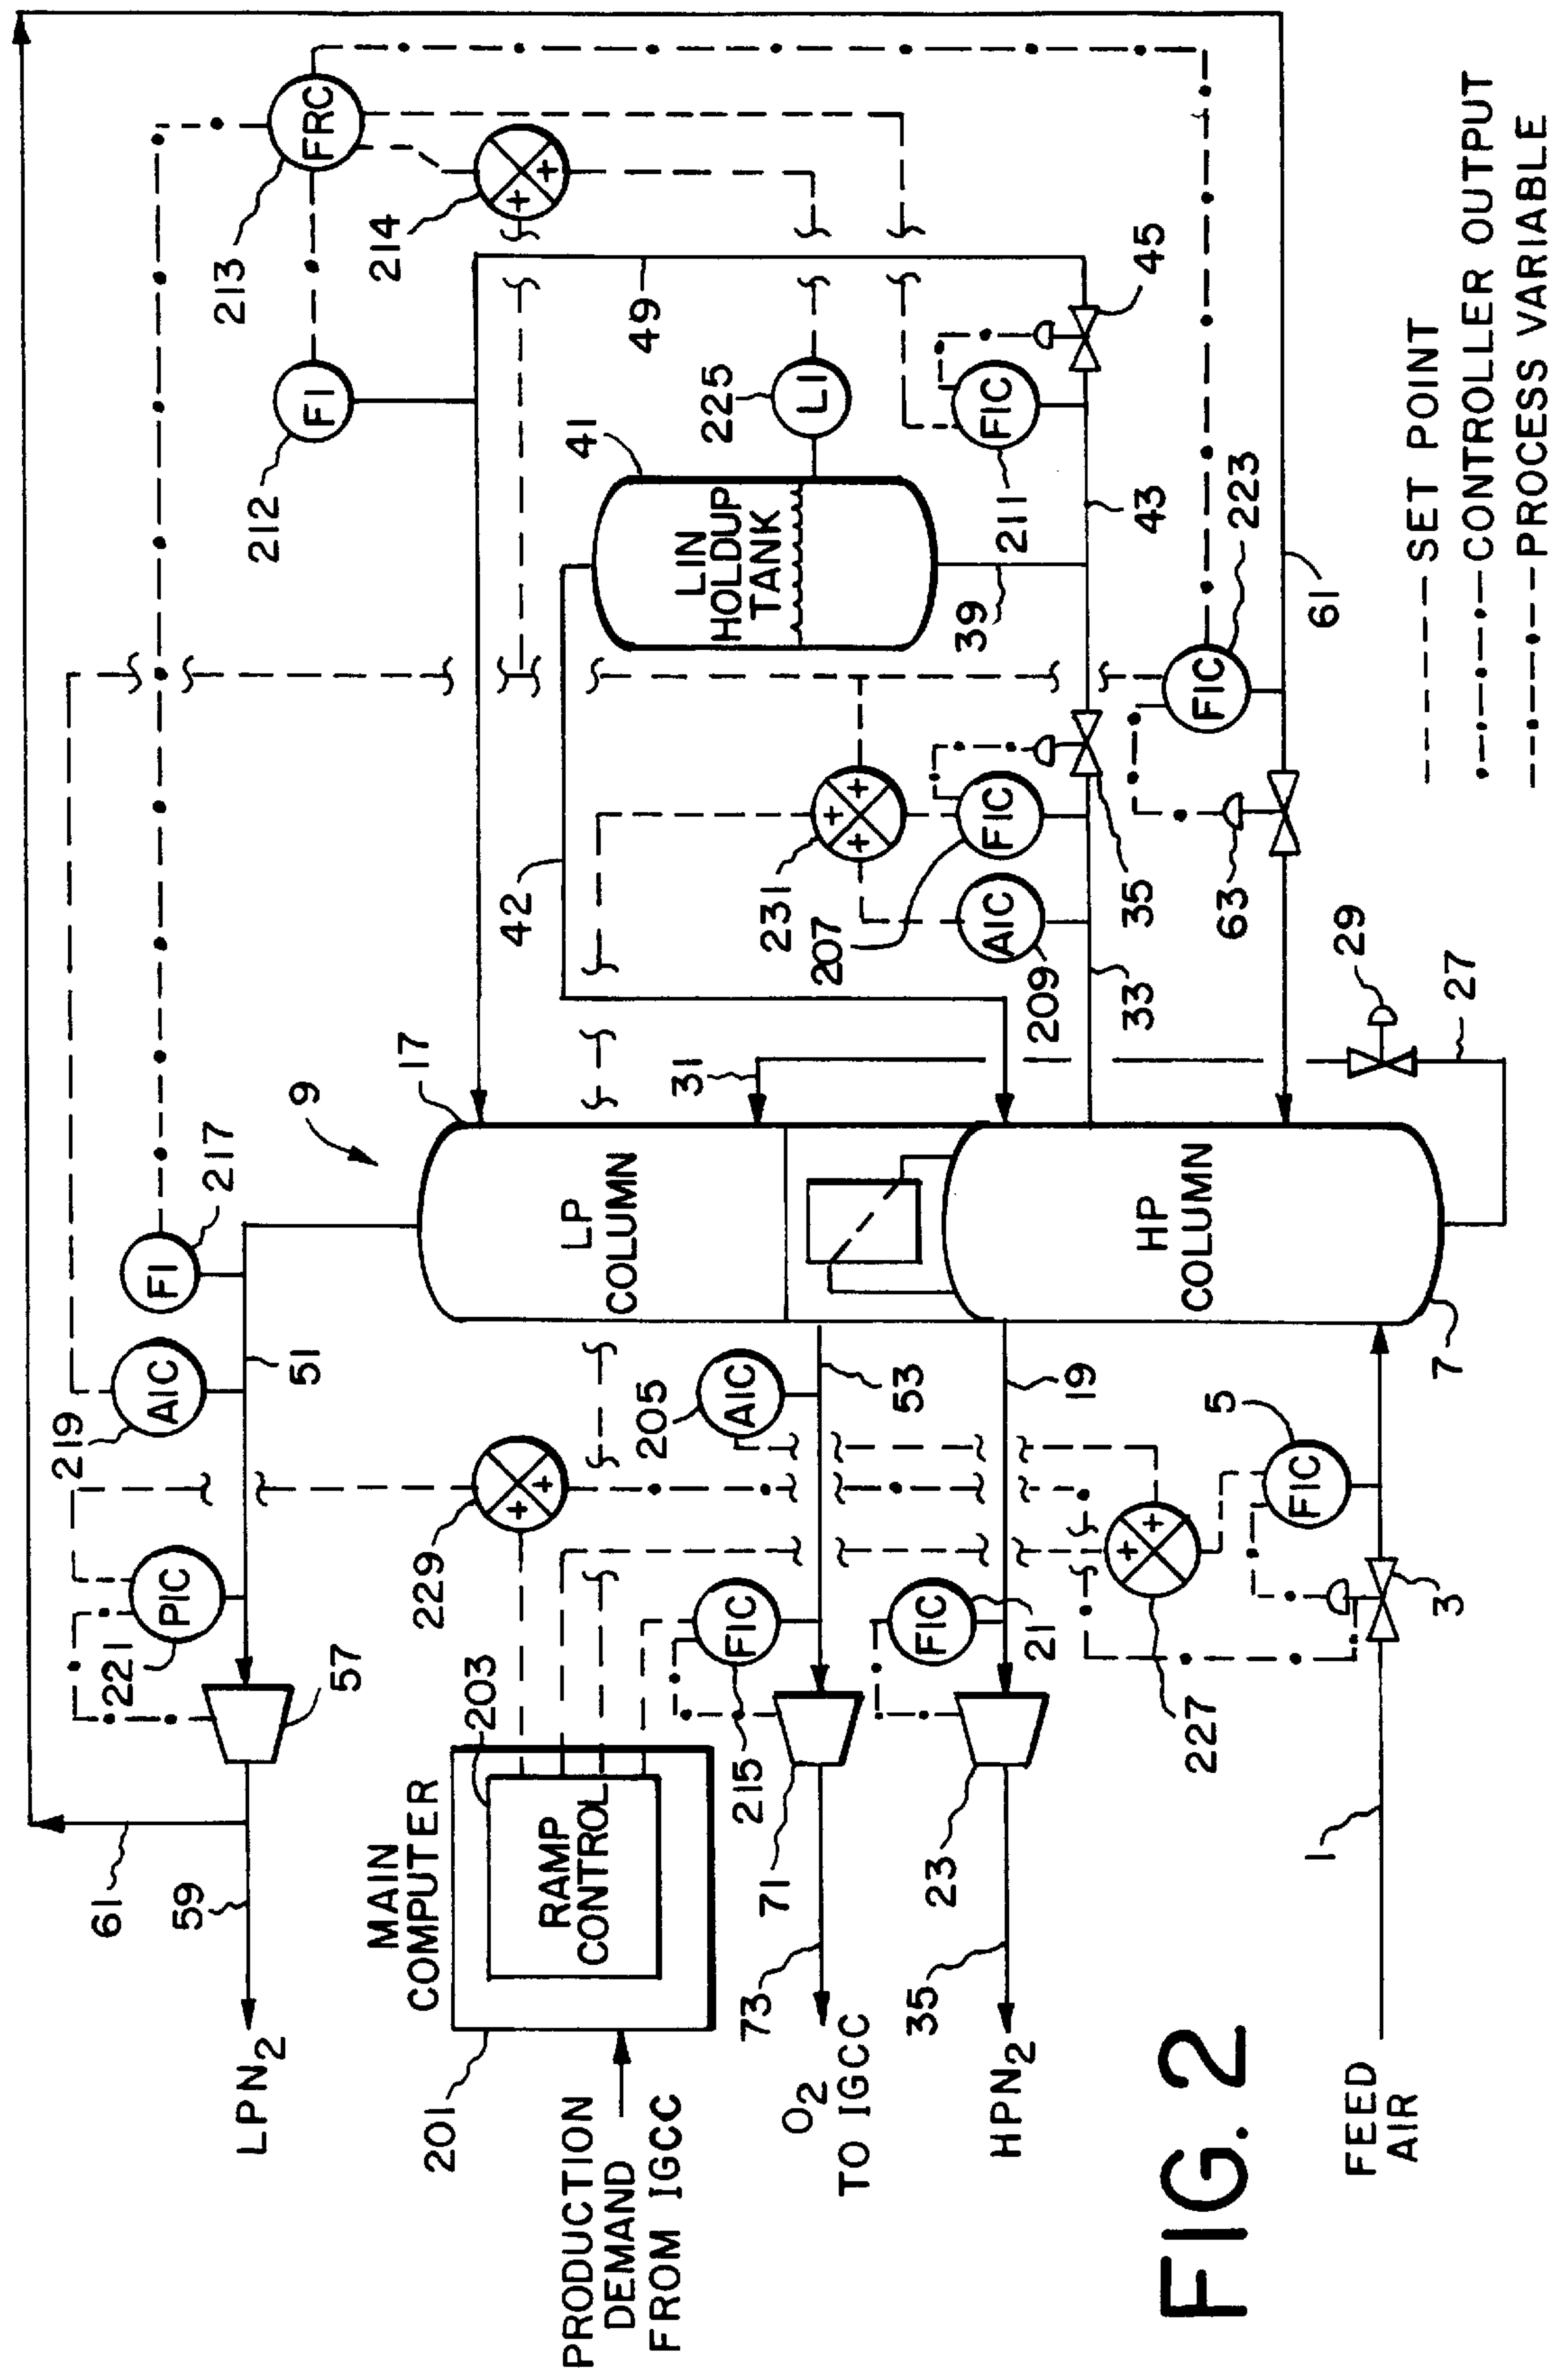 61
59
LPN2
221
PIC
57
219
AIC
51
FI
217
9
17
212
FI
213
FRC
214
MAIN
COMPUTER
203
RAMP
CONTROL
201
PRODUCTION
DEMAND
FROM IGCC
229
LP
COLUMN
42
LIN
HOLDUP
TANK
41
49
225
LI
205
AIC
53
31
231
215
FIC
71
73
O2
TO IGCC
207
FIC
AIC
209
39
211
FIC
45
43
35
33
23
35
HPN2
FIC
21
19
HP
COLUMN
227
5
FIC
63
FIC
223
61
29
27
7
3
1
FEED
AIR
FIG. 2
SET POINT
CONTROLLER OUTPUT
PROCESS VARIABLE